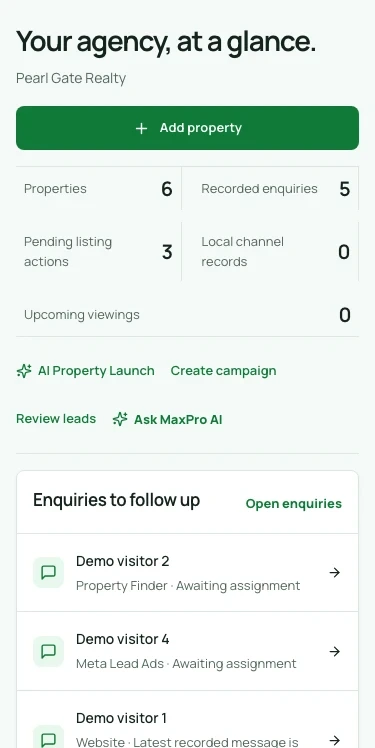 Your agency, at a glance.
Pearl Gate Realty
Add property
Properties 6
Recorded enquiries 5
Pending listing
actions 3
Local channel
records 0
Upcoming viewings 0
AI Property Launch
Create campaign
Review leads
Ask MaxPro AI
Enquiries to follow up
Open enquiries
Demo visitor 2
Property Finder · Awaiting assignment
Demo visitor 4
Meta Lead Ads · Awaiting assignment
Demo visitor 1
Website · Latest recorded message is